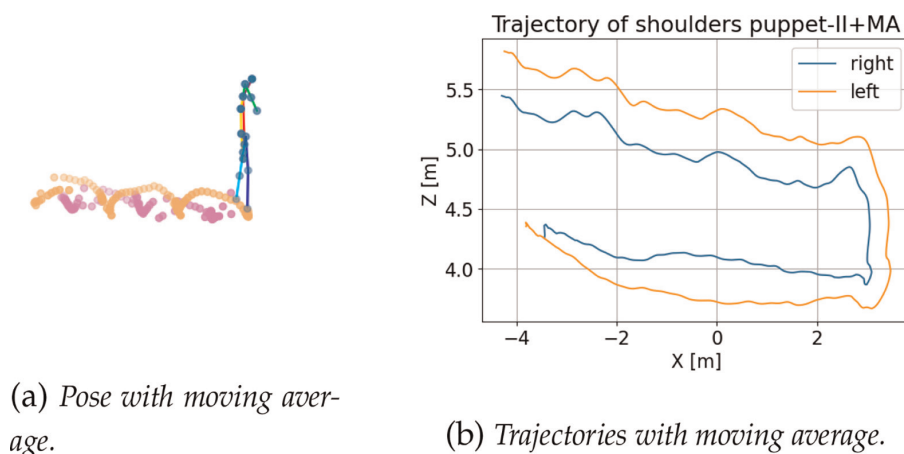 Trajectory of shoulders puppet-II+MA
right
left
Z [m]
5.5
5.0
4.5
4.0
−4
−2
0
2
X [m]
(a) Pose with moving aver-
age.
(b) Trajectories with moving average.